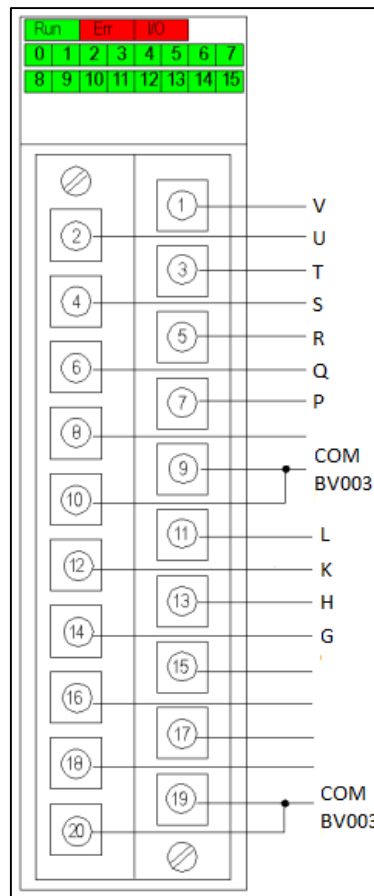 Run Err I/O
0 1 2 3 4 5 6 7
8 9 10 11 12 13 14 15
1 V
2 U
3 T
4 S
5 R
6 Q
7 P
8
9 COM
BV003
10
11 L
12 K
13 H
14 G
15
16
17
18
19 COM
BV003
20